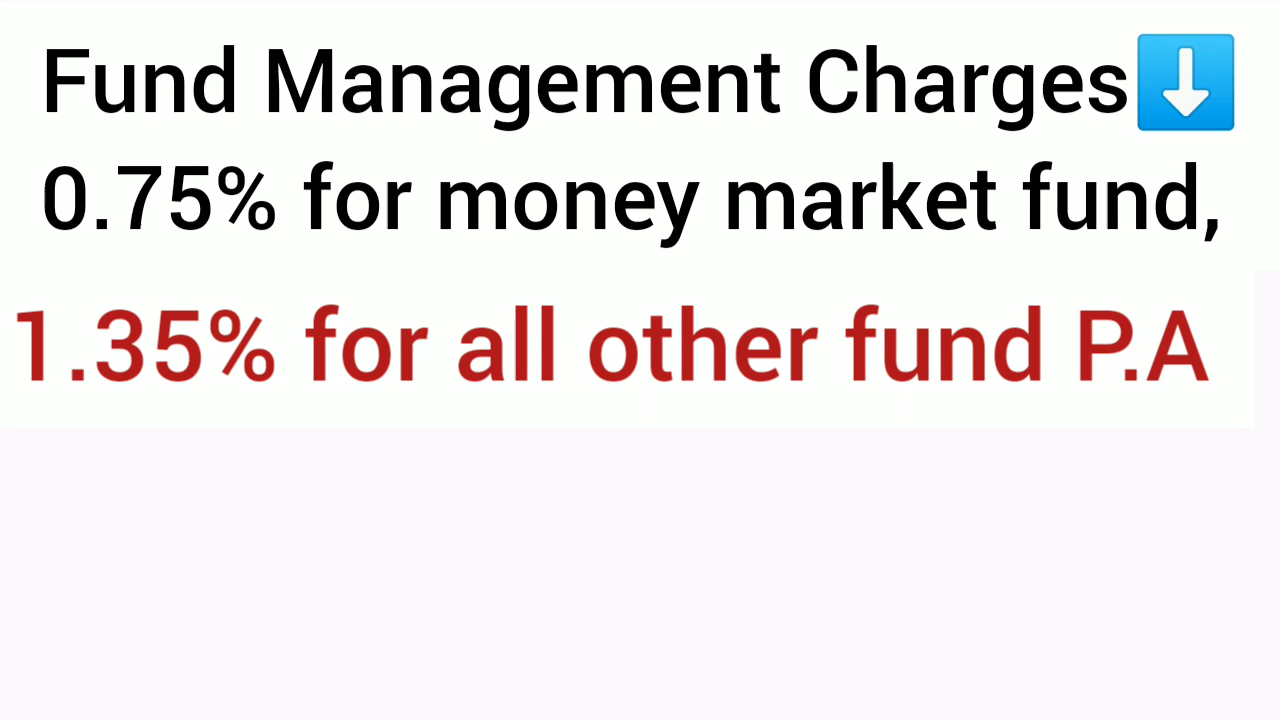 Fund Management Charges⬇️
0.75% for money market fund,
1.35% for all other fund P.A